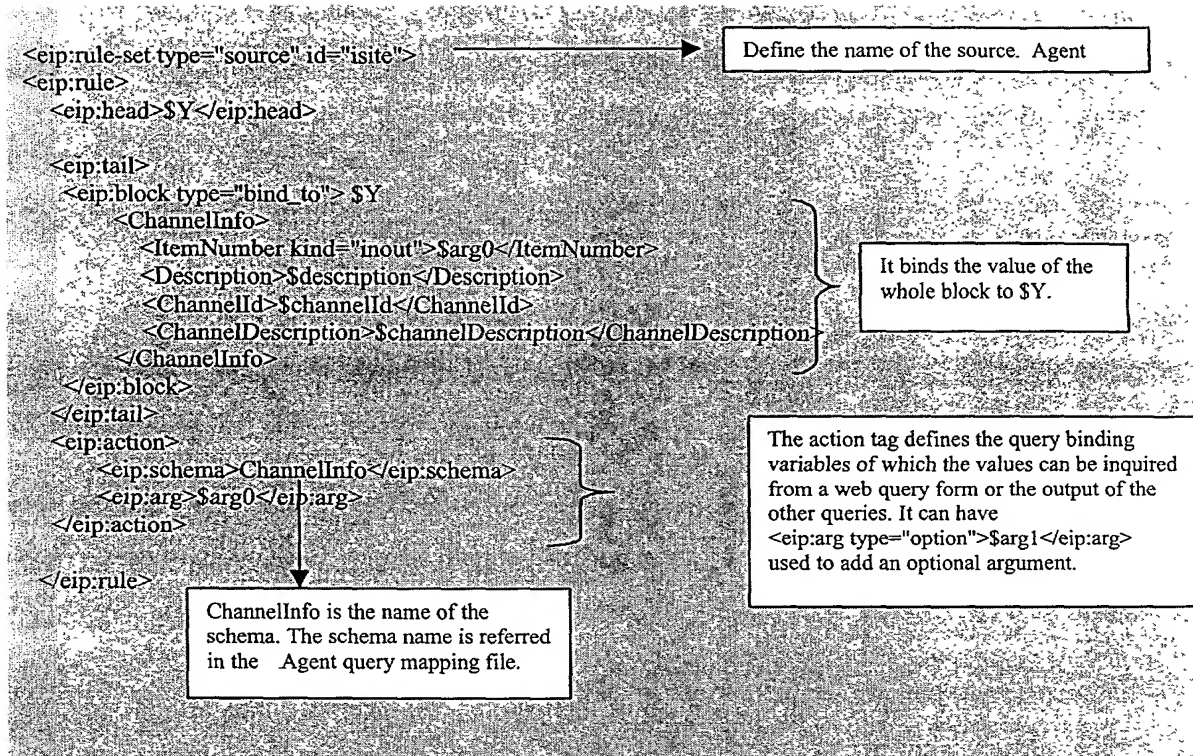 <eip:rule-set type="source" id="isite">
<eip:rule>
<eip:head>$Y</eip:head>
<eip:tail>
<eip:block type="bind_to"> $Y
<ChannelInfo>
<ItemNumber kind="inout">$arg0</ItemNumber>
<Description>$description</Description>
<ChannelId>$channelId</ChannelId>
<ChannelDescription>$channelDescription</ChannelDescription>
</ChannelInfo>
</eip:block>
</eip:tail>
<eip:action>
<eip:schema>ChannelInfo</eip:schema>
<eip:arg>$arg0</eip:arg>
</eip:action>
</eip:rule>
Define the name of the source. Agent
It binds the value of the
whole block to $Y.
The action tag defines the query binding
variables of which the values can be inquired
from a web query form or the output of the
other queries. It can have
<eip:arg type="option">$arg1</eip:arg>
used to add an optional argument.
ChannelInfo is the name of the
schema. The schema name is referred
in the Agent query mapping file.